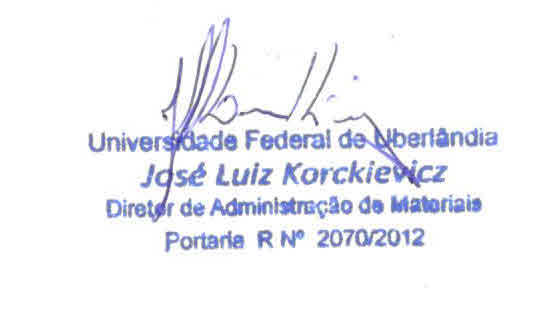 Universidade Federal de Uberlândia
José Luiz Korckievicz
Diretor de Administração de Materiais
Portaria R Nº 2070/2012